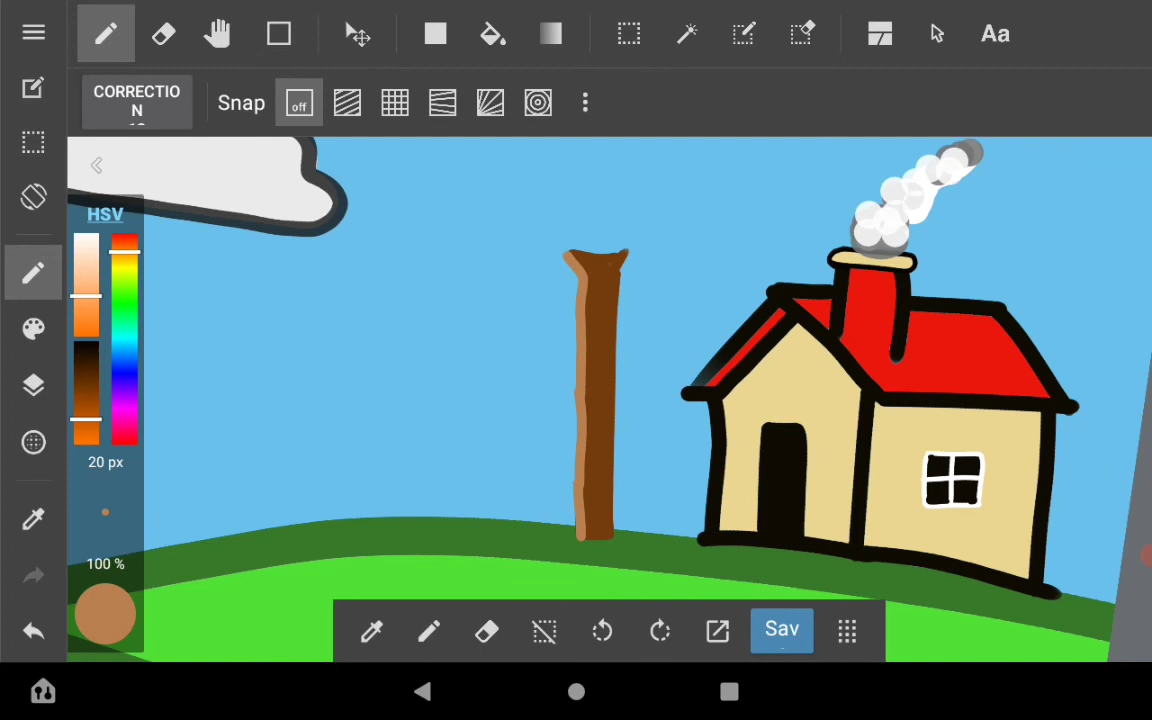 Aa
CORRECTIO
N
Snap
off
HSV
20 px
100 %
Sav